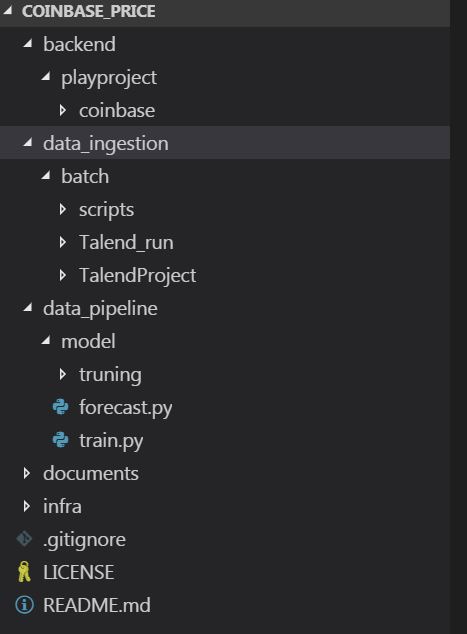 COINBASE_PRICE
backend
playproject
coinbase
data_ingestion
batch
scripts
Talend_run
TalendProject
data_pipeline
model
truning
forecast.py
train.py
documents
infra
.gitignore
LICENSE
README.md